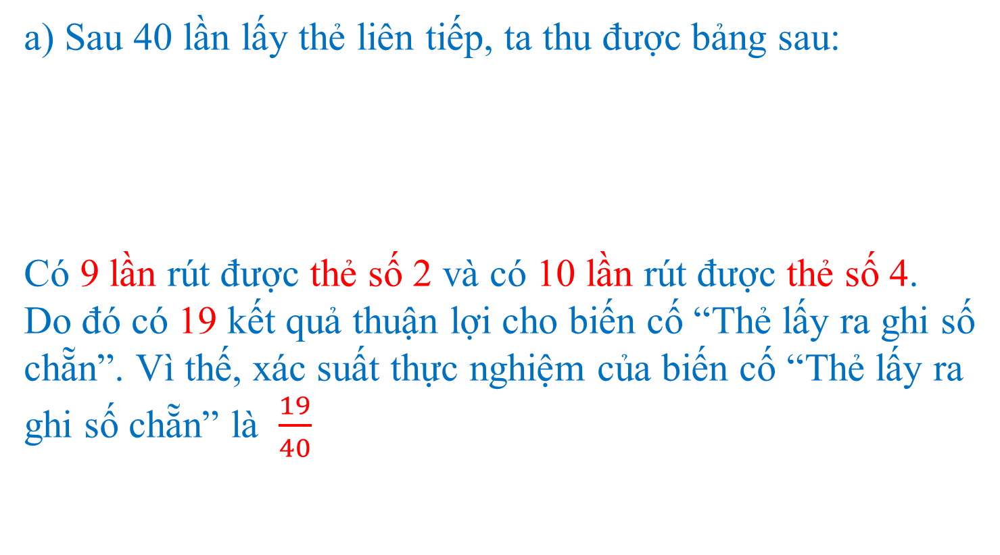 a) Sau 40 lần lấy thẻ liên tiếp, ta thu được bảng sau:
Có 9 lần rút được thẻ số 2 và có 10 lần rút được thẻ số 4.
Do đó có 19 kết quả thuận lợi cho biến cố “Thẻ lấy ra ghi số
chẵn”. Vì thế, xác suất thực nghiệm của biến cố “Thẻ lấy ra
ghi số chẵn” là 19/40